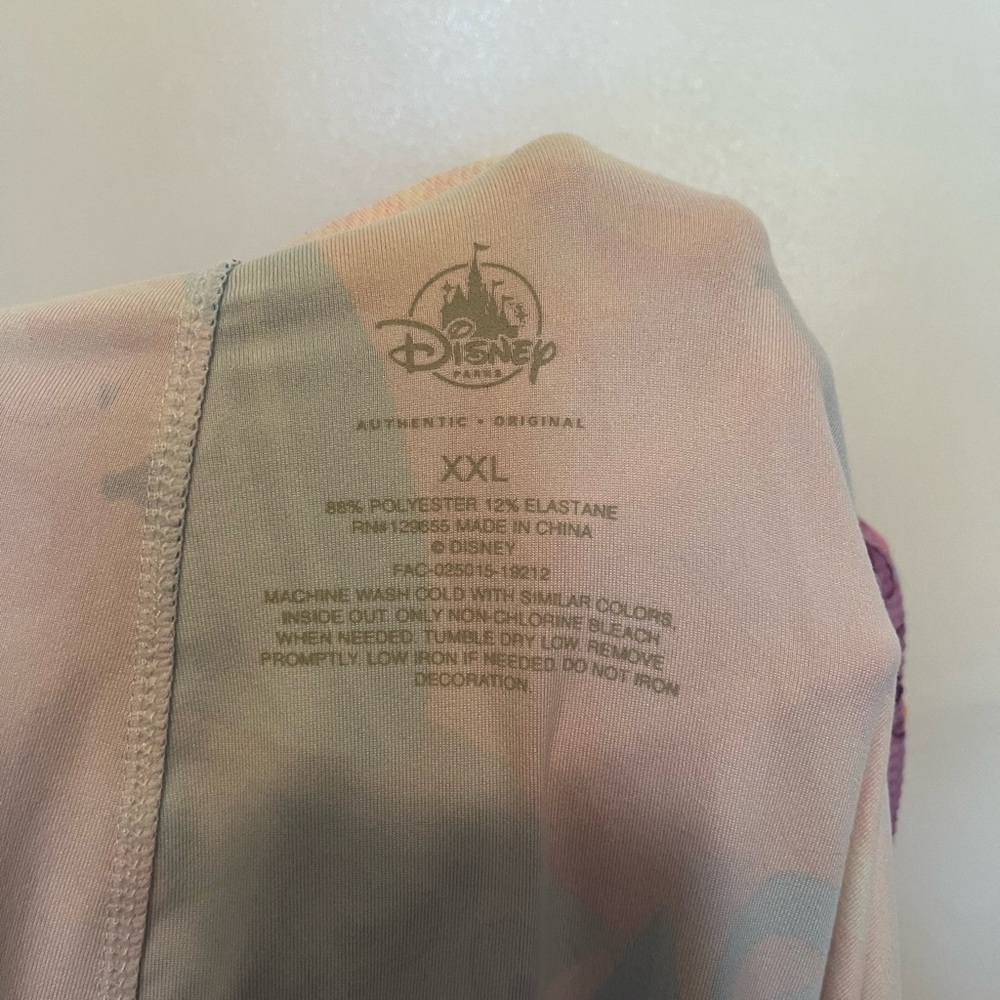 Disney
PARKS
AUTHENTIC • ORIGINAL
XXL
88% POLYESTER 12% ELASTANE
RN#129655 MADE IN CHINA
© DISNEY
FAC-025015-19212
MACHINE WASH COLD WITH SIMILAR COLORS,
INSIDE OUT. ONLY NON-CHLORINE BLEACH
WHEN NEEDED. TUMBLE DRY LOW. REMOVE
PROMPTLY. LOW IRON IF NEEDED. DO NOT IRON
DECORATION.